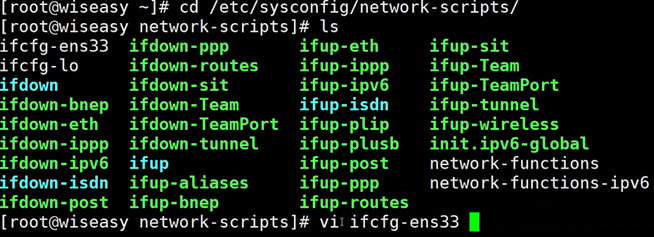 [root@wiseasy ~]# cd /etc/sysconfig/network-scripts/
[root@wiseasy network-scripts]# ls
ifcfg-ens33  ifdown-ppp       ifup-eth     ifup-sit
ifcfg-lo     ifdown-routes    ifup-ippp    ifup-Team
ifdown       ifdown-sit       ifup-ipv6    ifup-TeamPort
ifdown-bnep  ifdown-Team      ifup-isdn    ifup-tunnel
ifdown-eth   ifdown-TeamPort  ifup-plip    ifup-wireless
ifdown-ippp  ifdown-tunnel    ifup-plusb   init.ipv6-global
ifdown-ipv6  ifup             ifup-post    network-functions
ifdown-isdn  ifup-aliases     ifup-ppp     network-functions-ipv6
ifdown-post  ifup-bnep        ifup-routes
[root@wiseasy network-scripts]# vi ifcfg-ens33